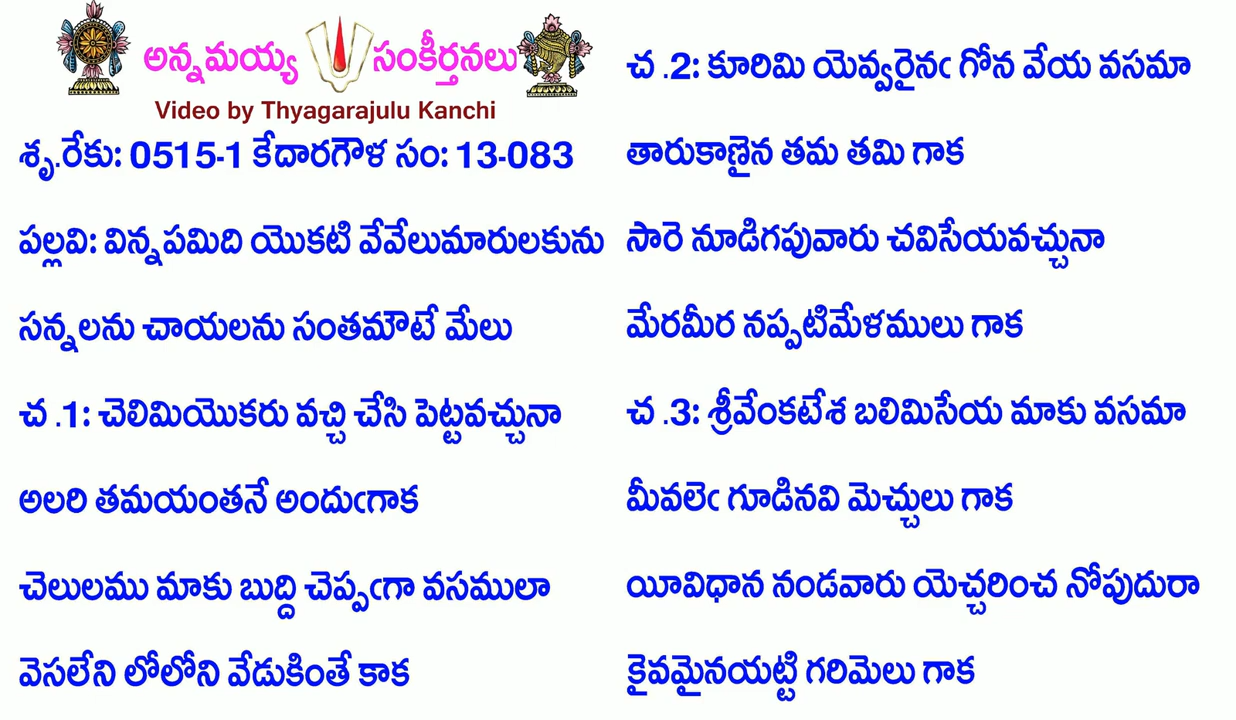 అన్నమయ్య సంకీర్తనలు
Video by Thyagarajulu Kanchi
శృ.రేకు: 0515-1 కేదారగౌళ సం: 13-083
పల్లవి: విన్నపమిది యొకటి వేవేలుమారులకును
సన్నలను చాయలను సంతమౌటే మేలు
చ .1: చెలిమియొకరు వచ్చి చేసి పెట్టవచ్చునా
అలరి తమయంతనే అందుఁగాక
చెలులము మాకు బుద్ది చెప్పఁగా వసములా
వెసలేని లోలోని వేడుకింతే కాక
చ .2: కూరిమి యెవ్వరైనఁ గోన వేయ వసమా
తారుకాణైన తమ తమి గాక
సారె నూడిగపువారు చవిసేయవచ్చునా
మేరమీర నప్పటిమేళములు గాక
చ .3: శ్రీవేంకటేశ బలిమిసేయ మాకు వసమా
మీవలెఁ గూడినవి మెచ్చులు గాక
యీవిధాన నండవారు యెచ్చరించ నోపుదురా
కైవమైనయట్టి గరిమెలు గాక